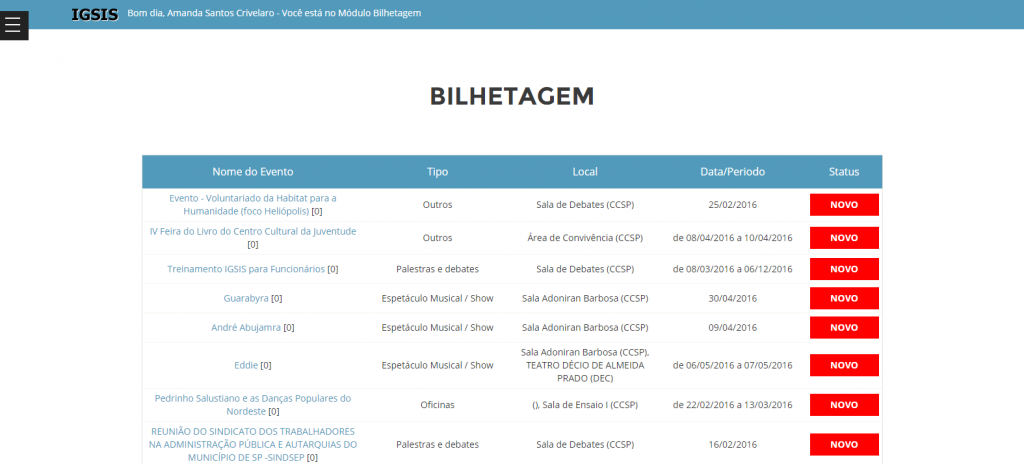 IGSIS Bom dia, Amanda Santos Crivelaro - Você está no Módulo Bilhetagem
BILHETAGEM
Nome do Evento Tipo Local Data/Periodo Status
Evento - Voluntariado da Habitat para a
Humanidade (foco Heliópolis) [0] Outros Sala de Debates (CCSP) 25/02/2016 NOVO
IV Feira do Livro do Centro Cultural da Juventude
[0] Outros Área de Convivência (CCSP) de 08/04/2016 a 10/04/2016 NOVO
Treinamento IGSIS para Funcionários [0] Palestras e debates Sala de Debates (CCSP) de 08/03/2016 a 06/12/2016 NOVO
Guarabyra [0] Espetáculo Musical / Show Sala Adoniran Barbosa (CCSP) 30/04/2016 NOVO
André Abujamra [0] Espetáculo Musical / Show Sala Adoniran Barbosa (CCSP) 09/04/2016 NOVO
Eddie [0] Espetáculo Musical / Show Sala Adoniran Barbosa (CCSP),
TEATRO DÉCIO DE ALMEIDA
PRADO (DEC) de 06/05/2016 a 07/05/2016 NOVO
Pedrinho Salustiano e as Danças Populares do
Nordeste [0] Oficinas (), Sala de Ensaio I (CCSP) de 22/02/2016 a 13/03/2016 NOVO
REUNIÃO DO SINDICATO DOS TRABALHADORES
NA ADMINISTRAÇÃO PÚBLICA E AUTARQUIAS DO
MUNICÍPIO DE SP -SINDSEP [0] Palestras e debates Sala de Debates (CCSP) 16/02/2016 NOVO